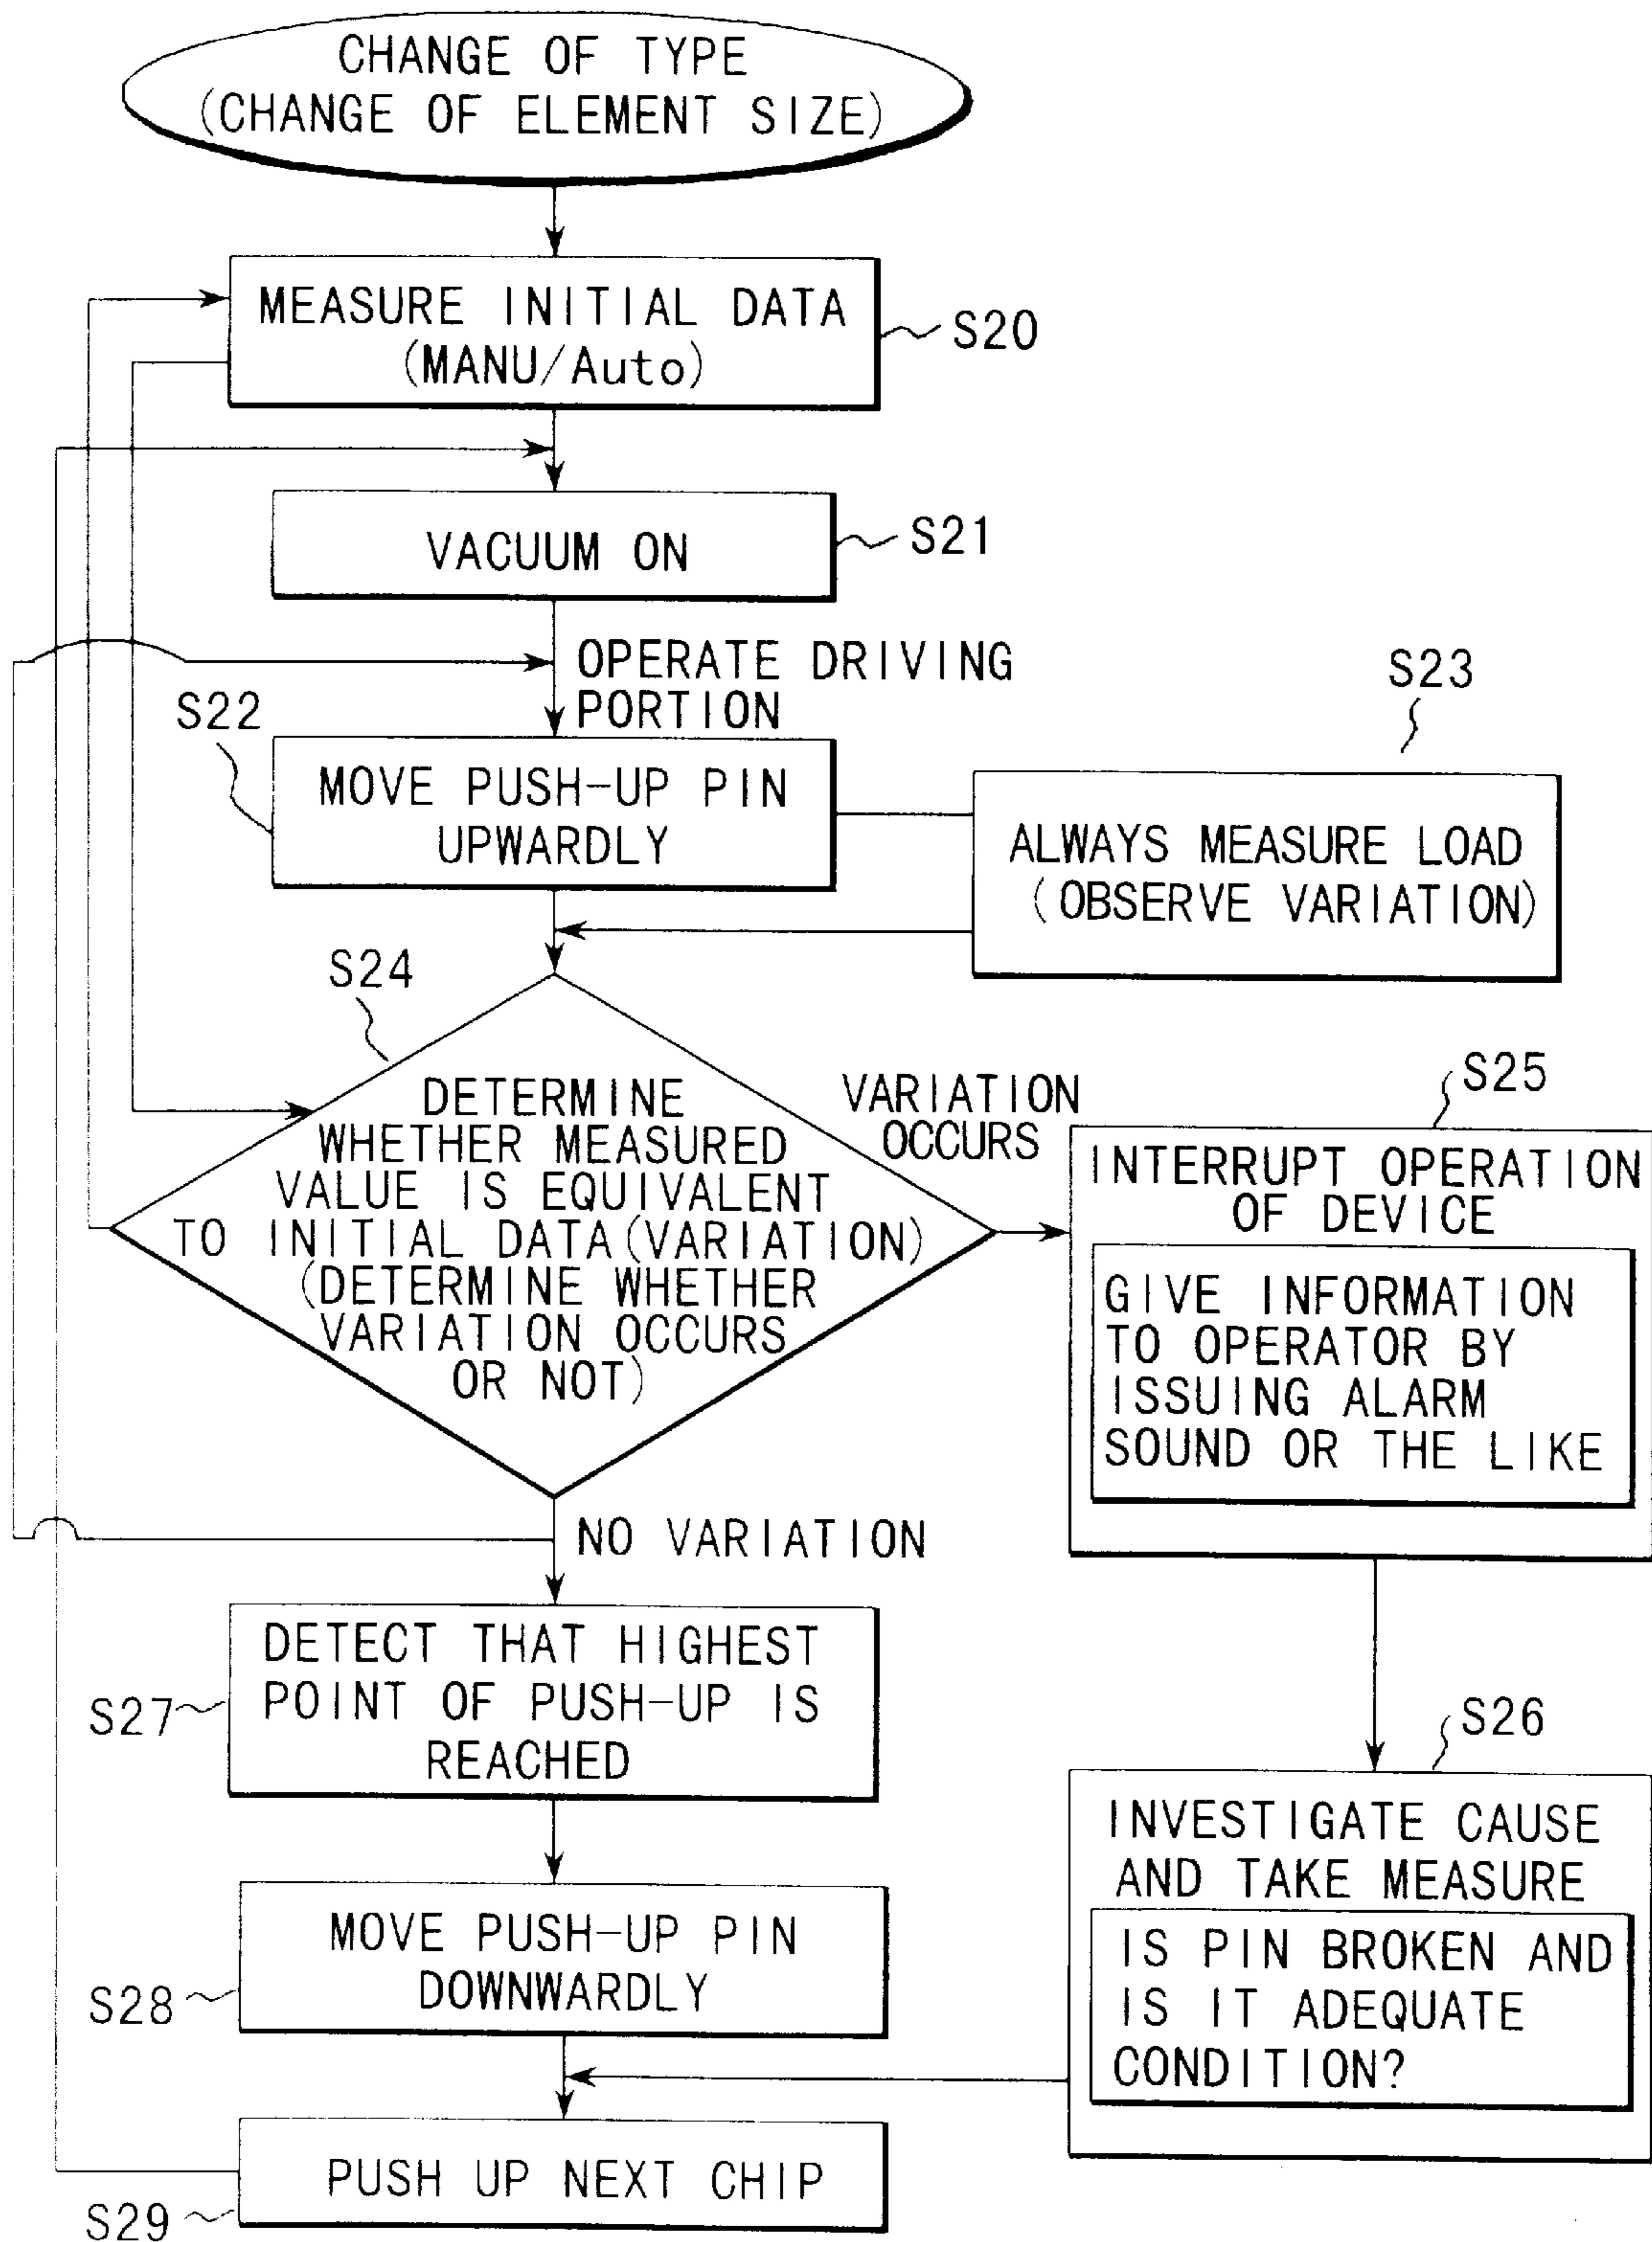 CHANGE OF TYPE
(CHANGE OF ELEMENT SIZE)
MEASURE INITIAL DATA
(MANU/Auto)
S20
VACUUM ON
S21
OPERATE DRIVING
PORTION
S22
MOVE PUSH-UP PIN
UPWARDLY
S23
ALWAYS MEASURE LOAD
(OBSERVE VARIATION)
S24
DETERMINE
WHETHER MEASURED
VALUE IS EQUIVALENT
TO INITIAL DATA(VARIATION)
(DETERMINE WHETHER
VARIATION OCCURS
OR NOT)
VARIATION
OCCURS
S25
INTERRUPT OPERATION
OF DEVICE
GIVE INFORMATION
TO OPERATOR BY
ISSUING ALARM
SOUND OR THE LIKE
NO VARIATION
DETECT THAT HIGHEST
POINT OF PUSH-UP IS
REACHED
S27
S26
INVESTIGATE CAUSE
AND TAKE MEASURE
IS PIN BROKEN AND
IS IT ADEQUATE
CONDITION?
MOVE PUSH-UP PIN
DOWNWARDLY
S28
PUSH UP NEXT CHIP
S29